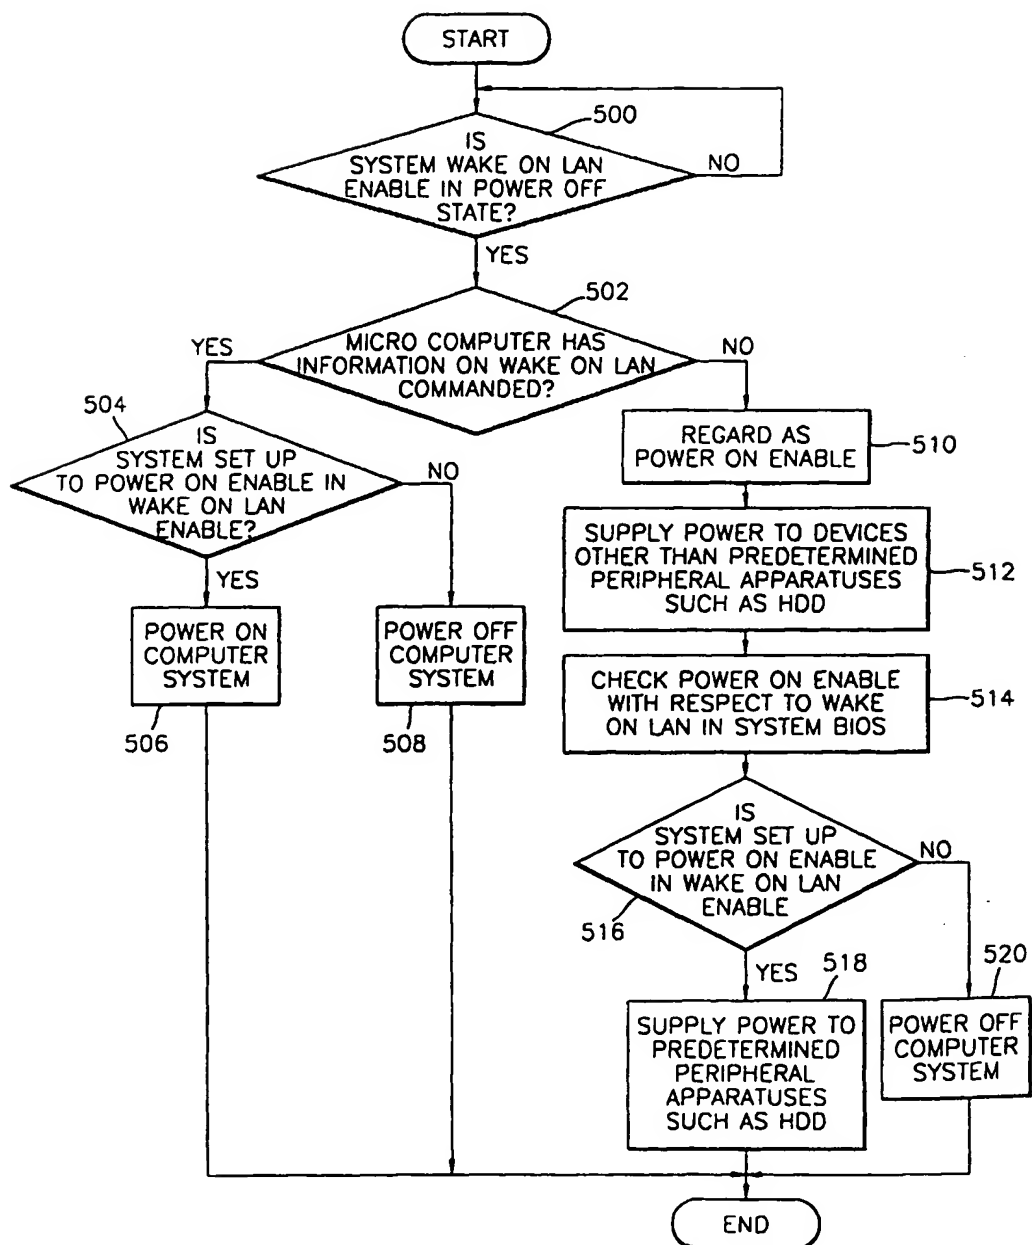 START
500
IS
SYSTEM WAKE ON LAN
ENABLE IN POWER OFF
STATE?
NO
YES
502
MICRO COMPUTER HAS
INFORMATION ON WAKE ON LAN
COMMANDED?
YES
NO
504
IS
SYSTEM SET UP
TO POWER ON ENABLE IN
WAKE ON LAN
ENABLE?
NO
YES
POWER ON
COMPUTER
SYSTEM
506
POWER OFF
COMPUTER
SYSTEM
508
REGARD AS
POWER ON ENABLE
510
SUPPLY POWER TO DEVICES
OTHER THAN PREDETERMINED
PERIPHERAL APPARATUSES
SUCH AS HDD
512
CHECK POWER ON ENABLE
WITH RESPECT TO WAKE
ON LAN IN SYSTEM BIOS
514
IS
SYSTEM SET UP
TO POWER ON ENABLE
IN WAKE ON LAN
ENABLE
NO
516
YES
518
SUPPLY POWER TO
PREDETERMINED
PERIPHERAL
APPARATUSES
SUCH AS HDD
520
POWER OFF
COMPUTER
SYSTEM
END